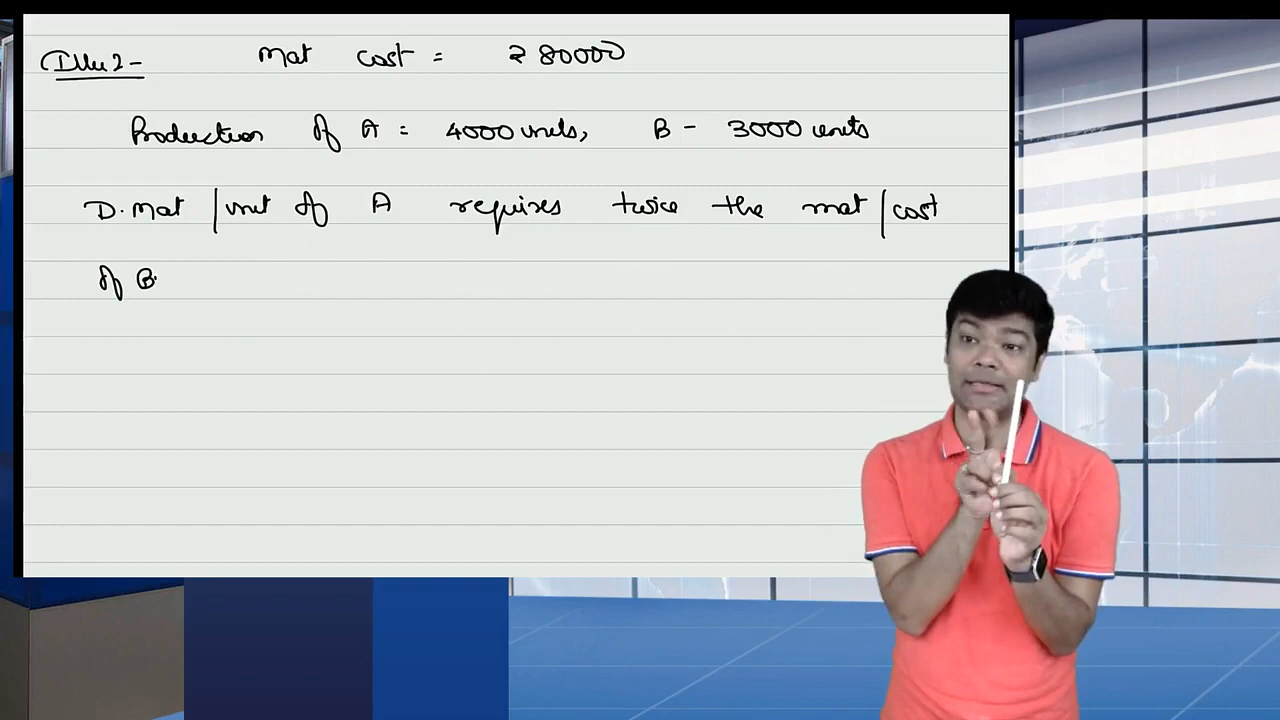 Illu 2 -   Mat cost = ₹ 80000
Production of A = 4000 units,   B - 3000 units
D. Mat / unit of A requires twice the mat / cost
of B.